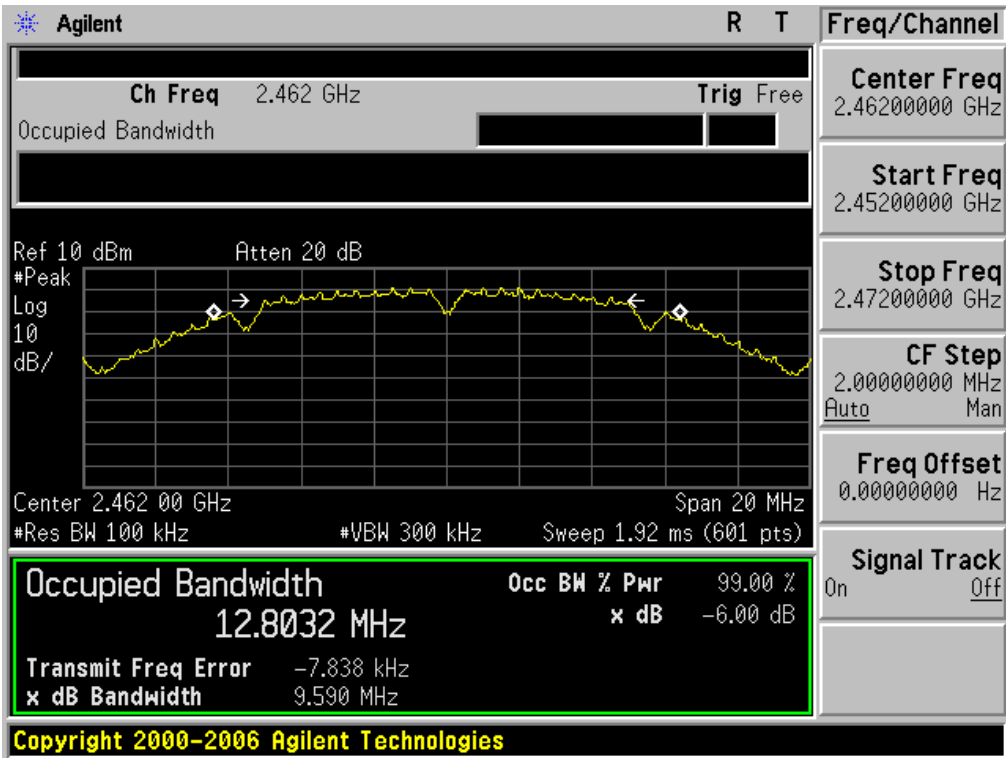 Agilent R T
Ch Freq 2.462 GHz Trig Free
Occupied Bandwidth
Ref 10 dBm Atten 20 dB
#Peak
Log
10
dB/
Center 2.462 00 GHz Span 20 MHz
#Res BW 100 kHz #VBW 300 kHz Sweep 1.92 ms (601 pts)
Occupied Bandwidth
12.8032 MHz
Occ BW % Pwr 99.00 %
x dB -6.00 dB
Transmit Freq Error -7.838 kHz
x dB Bandwidth 9.590 MHz
Copyright 2000-2006 Agilent Technologies
Freq/Channel
Center Freq
2.46200000 GHz
Start Freq
2.45200000 GHz
Stop Freq
2.47200000 GHz
CF Step
2.00000000 MHz
Auto Man
Freq Offset
0.00000000 Hz
Signal Track
On Off